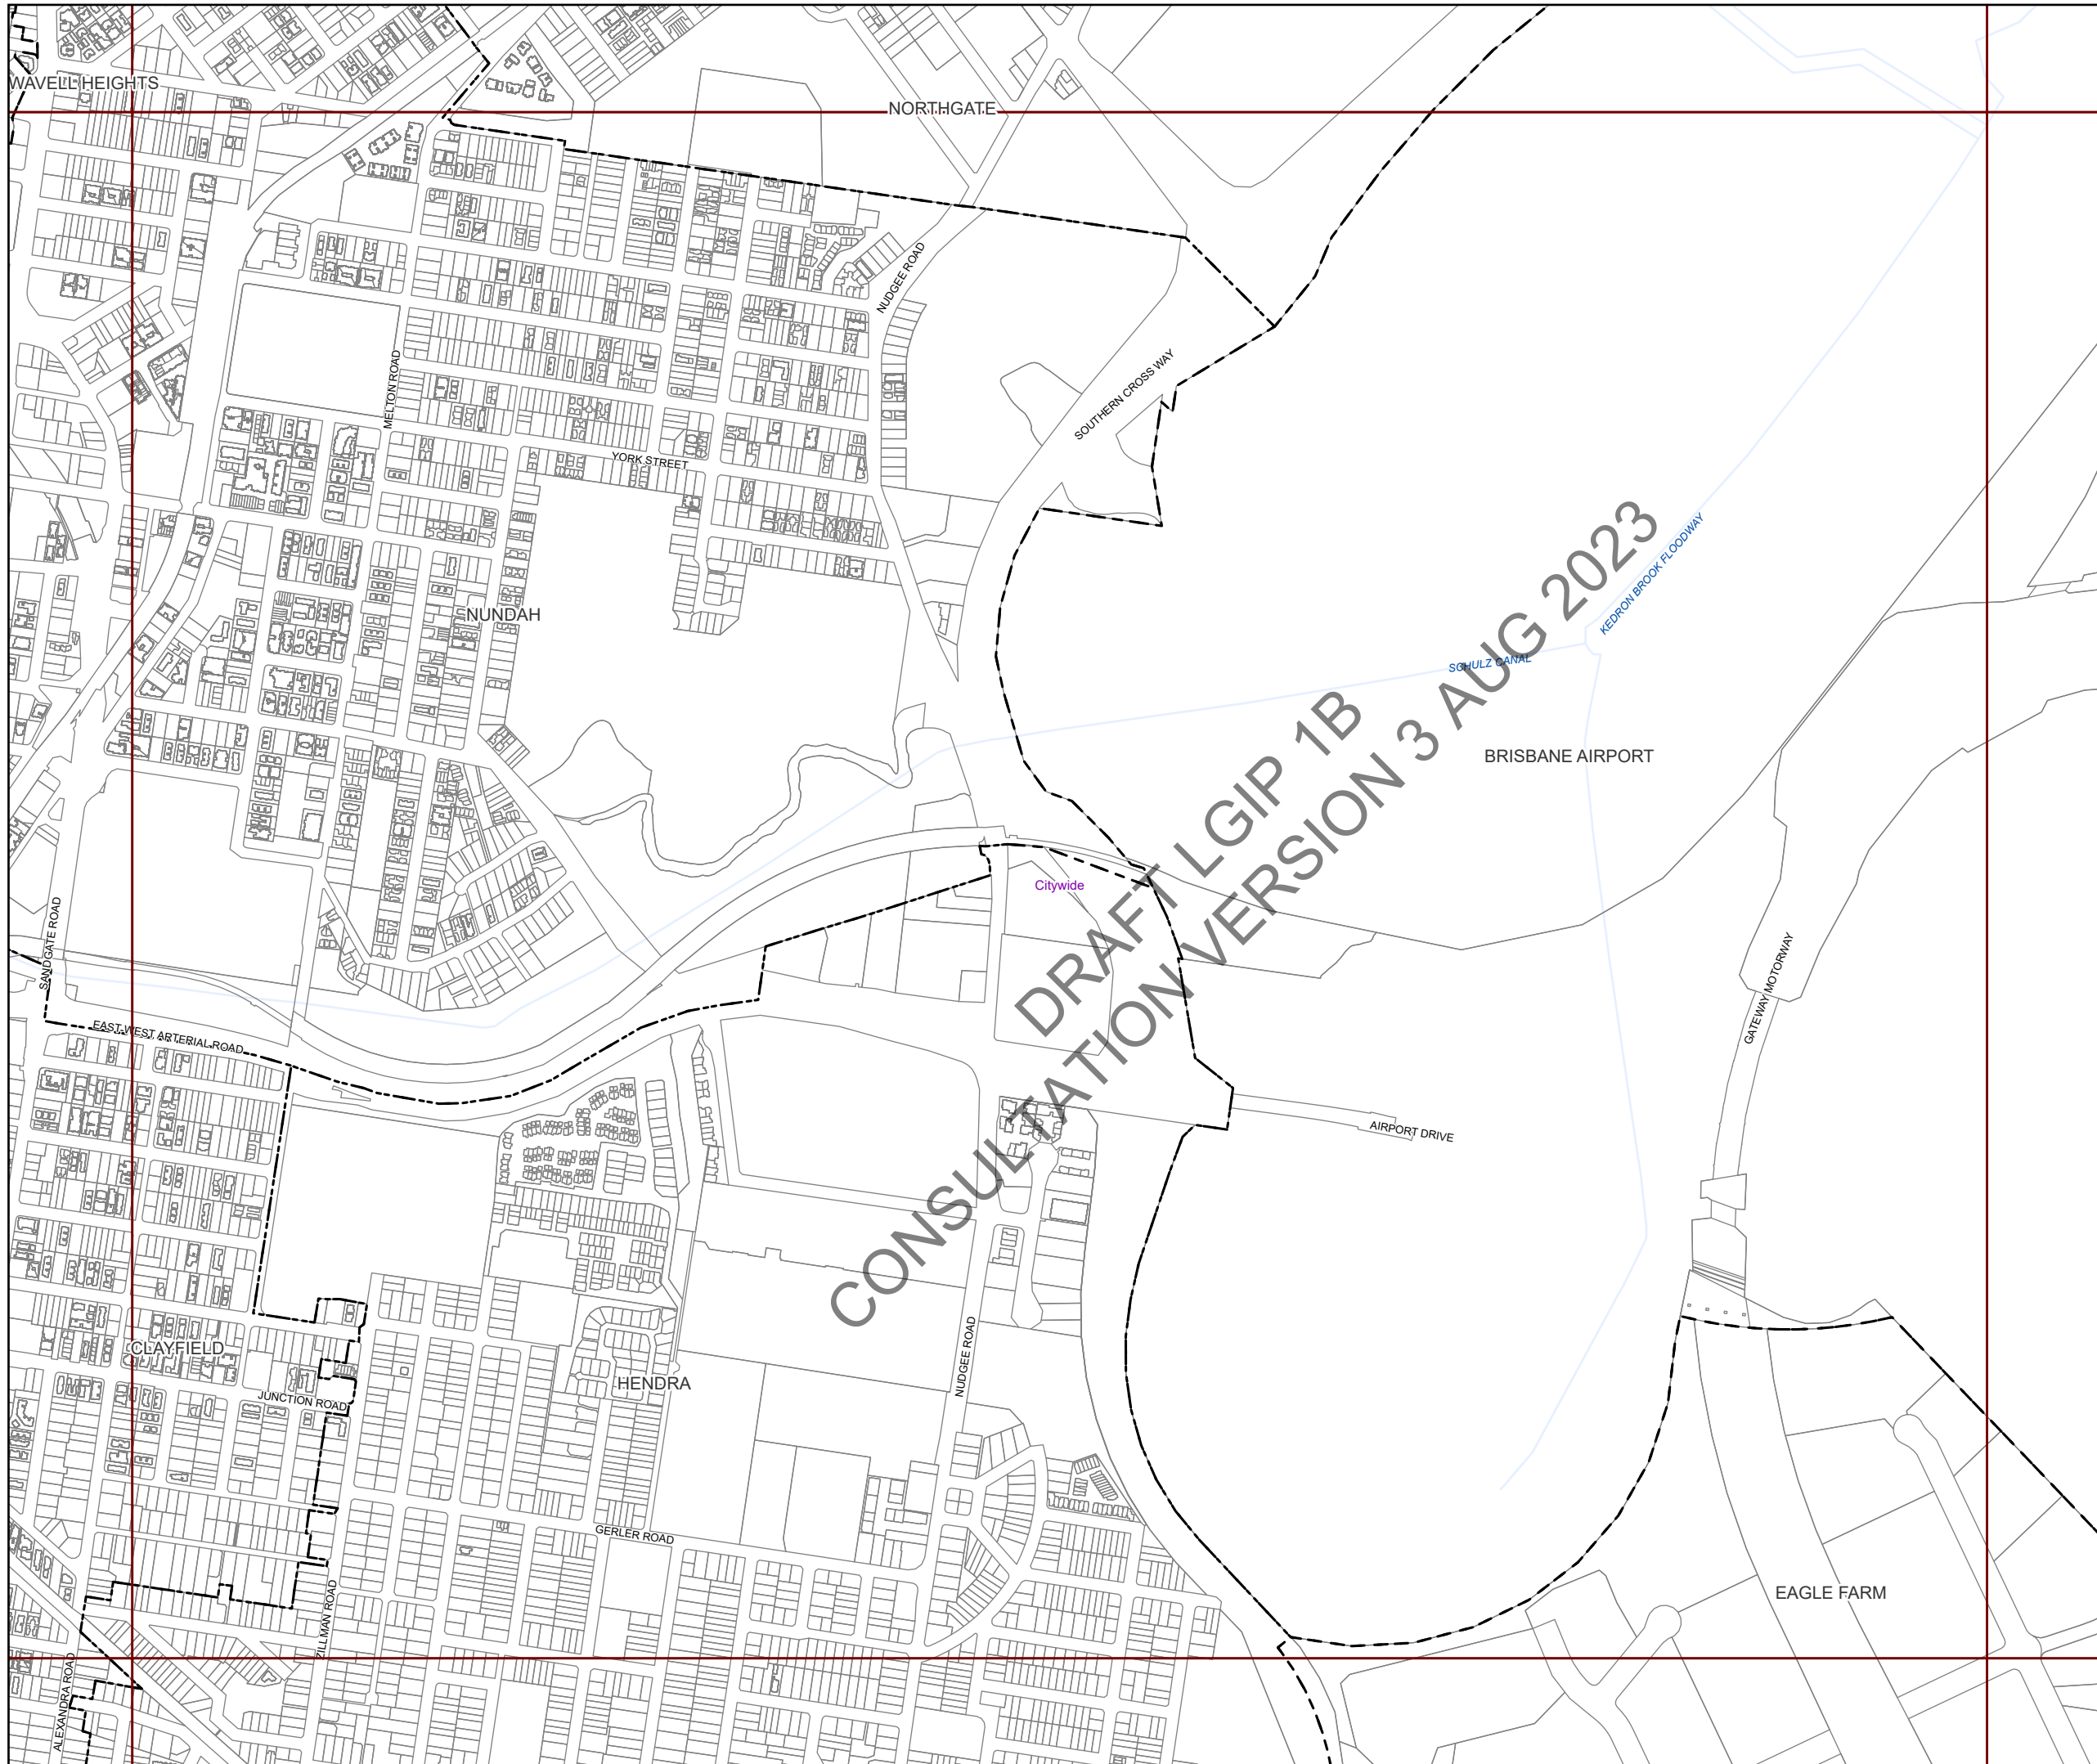 WAVELL HEIGHTS
NORTHGATE
NUDGEE ROAD
MELTON ROAD
SOUTHERN CROSS WAY
YORK STREET
KEDRON BROOK FLOODWAY
NUNDAH
SCHULZ CANAL
BRISBANE AIRPORT
DRAFT LGIP 1B
CONSULTATION VERSION 3 AUG 2023
Citywide
SANDGATE ROAD
GATEWAY MOTORWAY
EAST WEST ARTERIAL ROAD
AIRPORT DRIVE
CLAYFIELD
NUDGEE ROAD
HENDRA
JUNCTION ROAD
GERLER ROAD
EAGLE FARM
ZILLMAN ROAD
ALEXANDRA ROAD